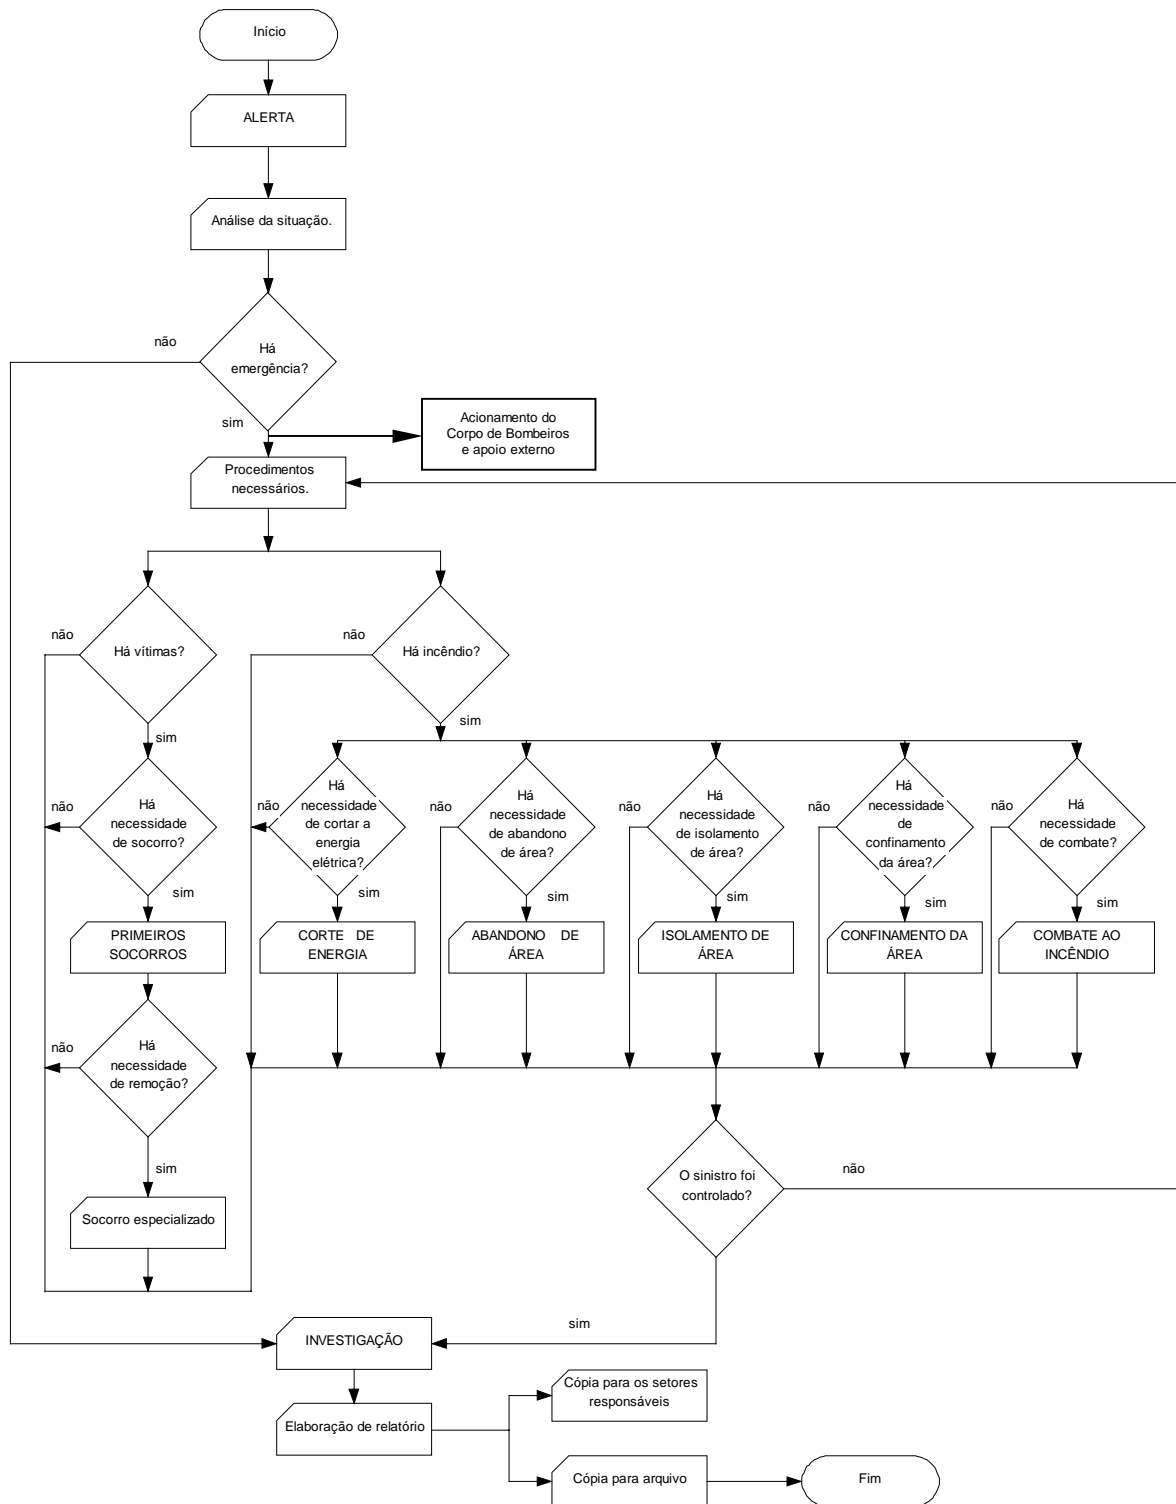 Início
ALERTA
Análise da situação.
não
Há
emergência?
sim
Acionamento do
Corpo de Bombeiros
e apoio externo
Procedimentos
necessários.
não
Há vítimas?
sim
não
Há incêndio?
sim
não
Há
necessidade
de socorro?
sim
não
Há
necessidade
de cortar a
energia
elétrica?
sim
não
Há
necessidade
de abandono
de área?
sim
não
Há
necessidade
de isolamento
de área?
sim
não
Há
necessidade
de
confinamento
da área?
sim
não
Há
necessidade
de combate?
sim
PRIMEIROS
SOCORROS
CORTE DE
ENERGIA
ABANDONO DE
ÁREA
ISOLAMENTO DE
ÁREA
CONFINAMENTO DA
ÁREA
COMBATE AO
INCÊNDIO
não
Há
necessidade
de remoção?
sim
Socorro especializado
O sinistro foi
controlado?
não
sim
INVESTIGAÇÃO
Elaboração de relatório
Cópia para os setores
responsáveis
Cópia para arquivo
Fim